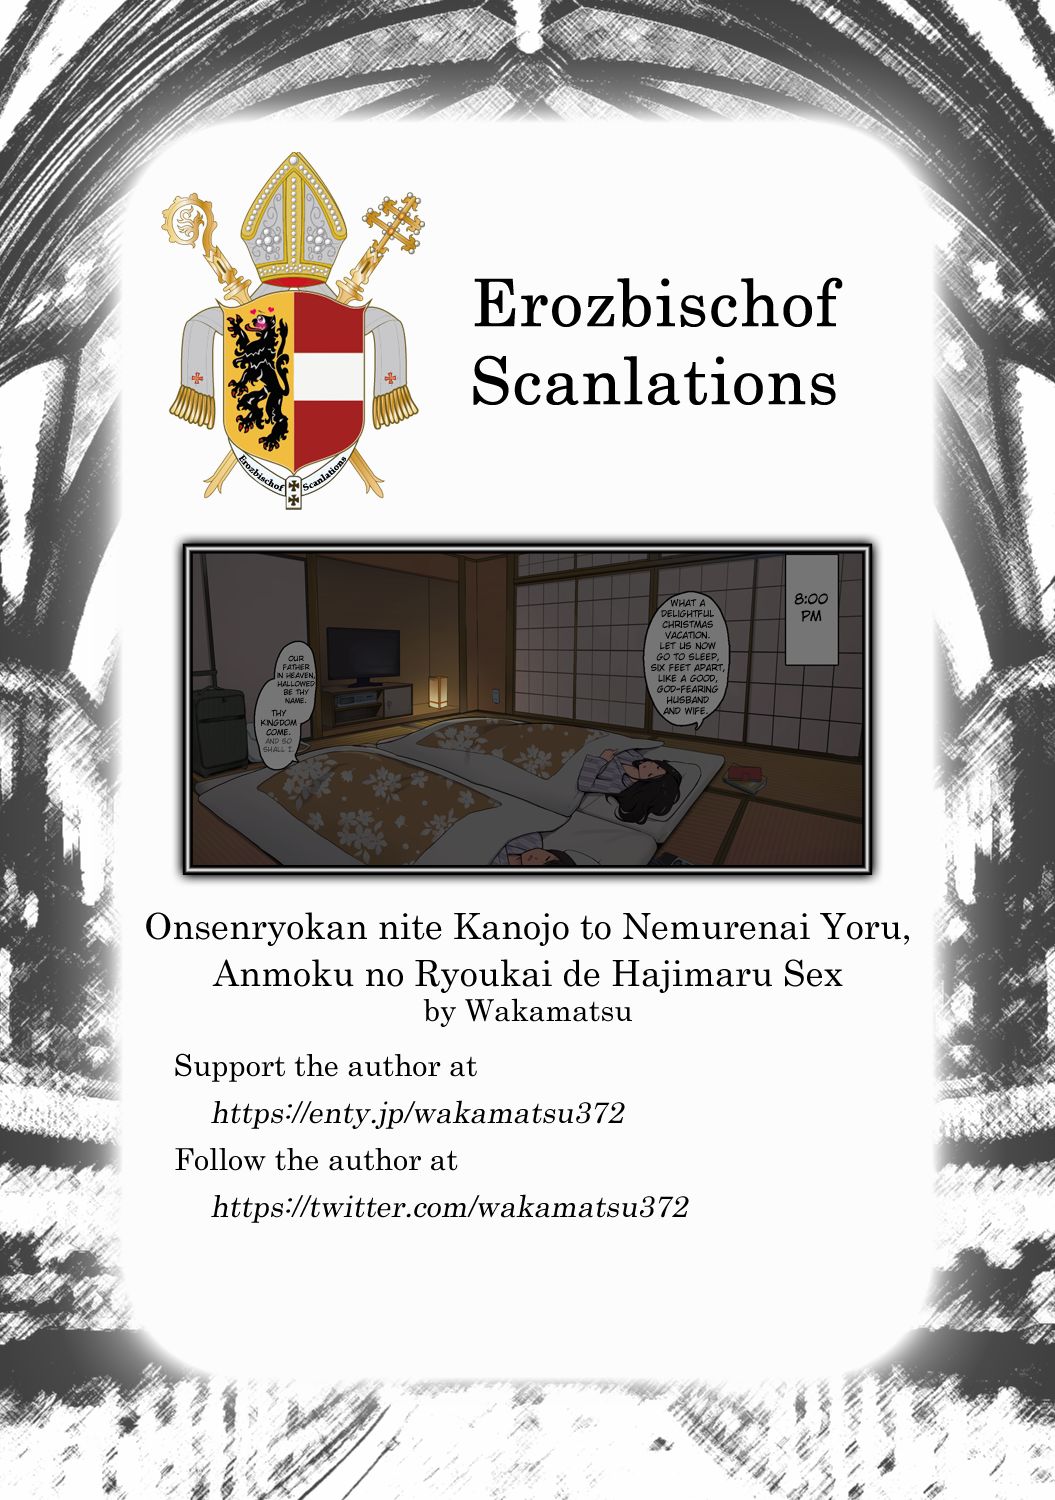 Erozbischof
Scanlations
Erozbischof Scanlations
8:00
PM
WHAT A
DELIGHTFUL
CHRISTMAS
VACATION.
LET US NOW
GO TO SLEEP,
SIX FEET APART,
LIKE A GOOD,
GOD-FEARING
HUSBAND
AND WIFE.
OUR
FATHER
IN HEAVEN,
HALLOWED
BE THY
NAME.
THY
KINGDOM
COME.
AND SO
SHALL I.
Onsenryokan nite Kanojo to Nemurenai Yoru,
Anmoku no Ryoukai de Hajimaru Sex
by Wakamatsu
Support the author at
https://enty.jp/wakamatsu372
Follow the author at
https://twitter.com/wakamatsu372